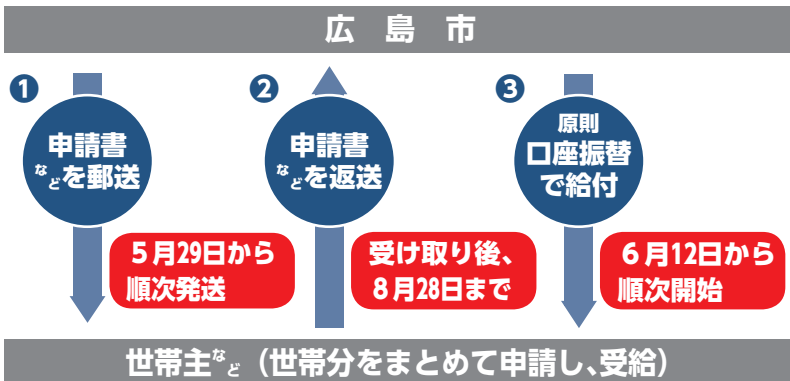 広島市
❶
申請書
などを郵送
5月29日から
順次発送
❷
申請書
などを返送
受け取り後、
8月28日まで
❸
原則
口座振替
で給付
6月12日から
順次開始
世帯主など（世帯分をまとめて申請し、受給）